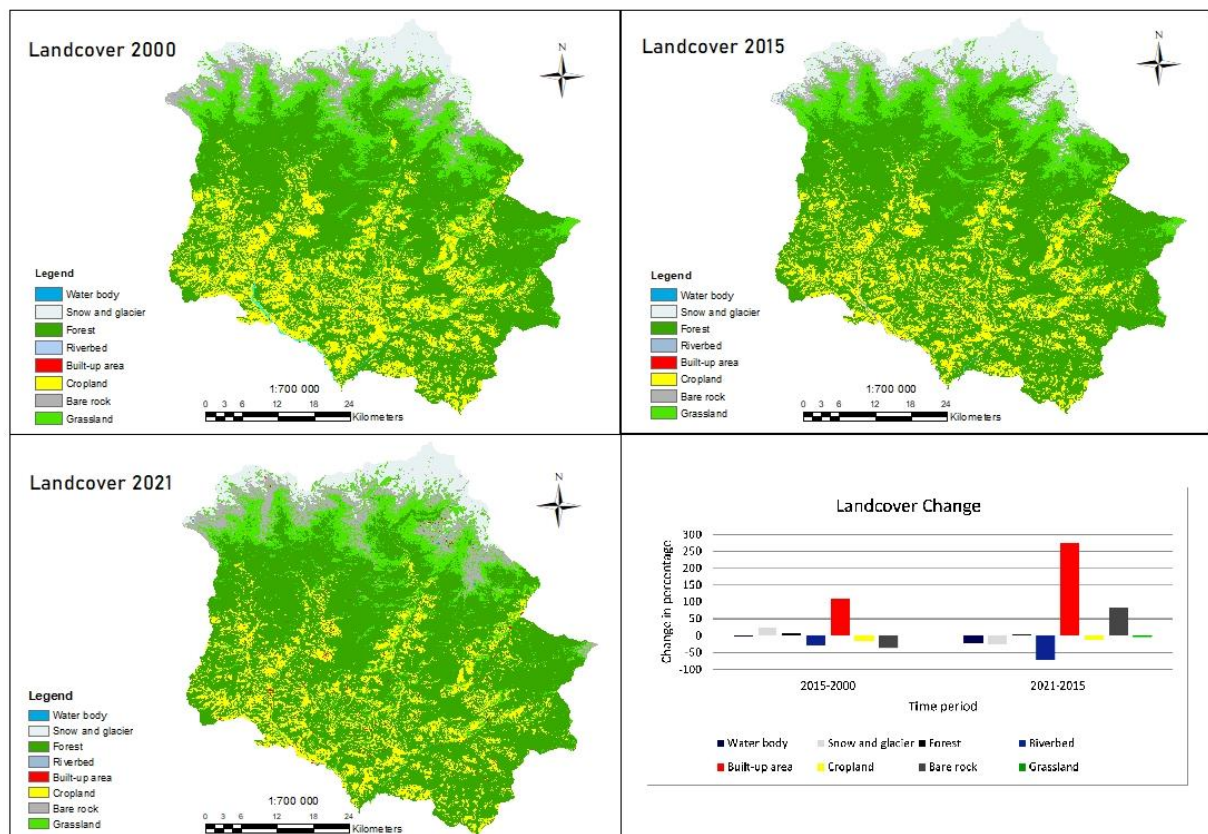 Landcover 2000
N
Legend
Water body
Snow and glacier
Forest
Riverbed
Built-up area
Cropland
Bare rock
Grassland
1:700 000
0 3 6 12 18 24
Kilometers
Landcover 2015
N
Legend
Water body
Snow and glacier
Forest
Riverbed
Built-up area
Cropland
Bare rock
Grassland
1:700 000
0 3 6 12 18 24
Kilometers
Landcover 2021
N
Legend
Water body
Snow and glacier
Forest
Riverbed
Built-up area
Cropland
Bare rock
Grassland
1:700 000
0 3 6 12 18 24
Kilometers
Landcover Change
Change in percentage
300
250
200
150
100
50
0
-50
-100
2015-2000 2021-2015
Time period
Water body Snow and glacier Forest Riverbed
Built-up area Cropland Bare rock Grassland